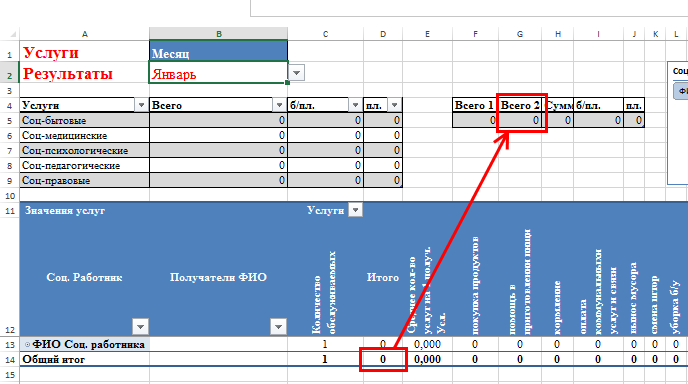 A B C D E F G H I J K L
1 Услуги Месяц
2 Результаты Январь
Соц
ФИ
3
4 Услуги Всего б/пл. пл. Всего 1 Всего 2 Сумм б/пл. пл.
5 Соц-бытовые 0 0 0 0 0 0 0 0
6 Соц-медицинские 0 0 0
7 Соц-психологические 0 0 0
8 Соц-педагогические 0 0 0
9 Соц-правовые 0 0 0
10
11 Значения услуг Услуги
12 Соц. Работник Получатели ФИО
Количество
обслуживаемых
Итого
Среднее кол-во
услуг на 1 получ.
Усл.
покупка продуктов
помощь в
приготовлении пищи
кормление
оплата
коммунальныхи
услуг и связи
вынос мусора
смена штор
уборка б/у
13 ФИО Соц. работника 1 0 0,000 0 0 0 0 0 0 0
14 Общий итог 1 0 0,000 0 0 0 0 0 0 0
15